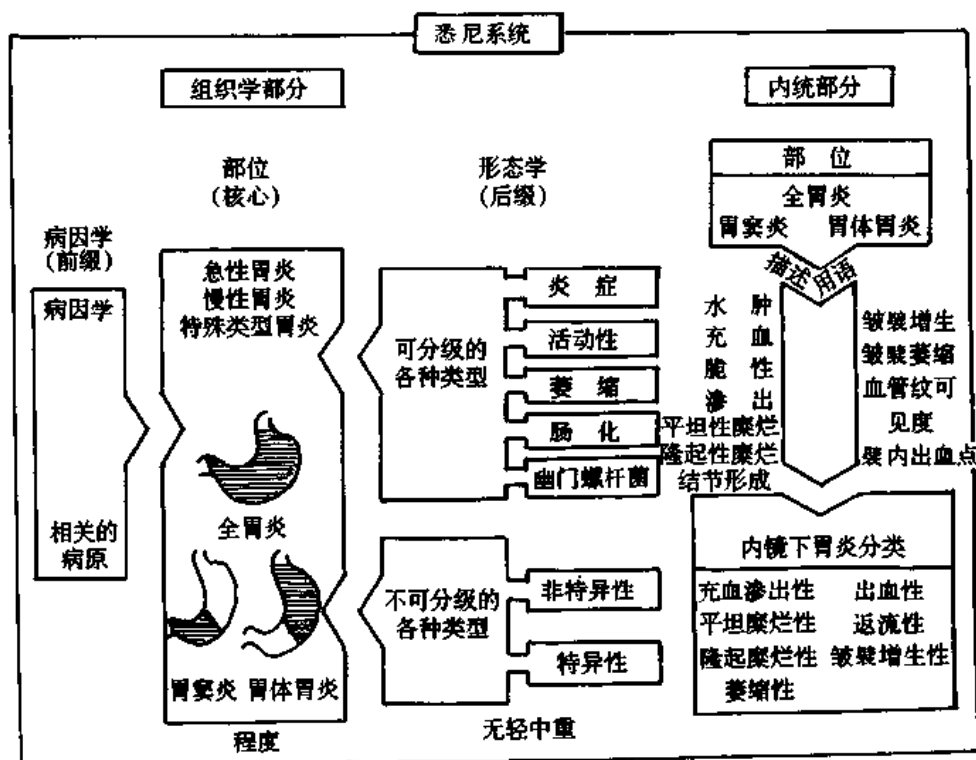 悉尼系统
组织学部分
内统部分
部位
(核心)
形态学
(后缀)
病因学
(前缀)
病因学
相关的
病原
急性胃炎
慢性胃炎
特殊类型胃炎
全胃炎
胃窦炎 胃体胃炎
程度
可分级的
各种类型
炎 症
活动性
萎 缩
肠 化
幽门螺杆菌
不可分级的
各种类型
非特异性
特异性
无轻中重
部 位
全胃炎
胃窦炎 胃体胃炎
描述用语
水 肿
充 血
脆 性
渗 出
平坦性糜烂
隆起性糜烂
结节形成
皱襞增生
皱襞萎缩
血管纹可
见度
襞内出血点
内镜下胃炎分类
充血渗出性 出血性
平坦糜烂性 返流性
隆起糜烂性 皱襞增生性
萎缩性